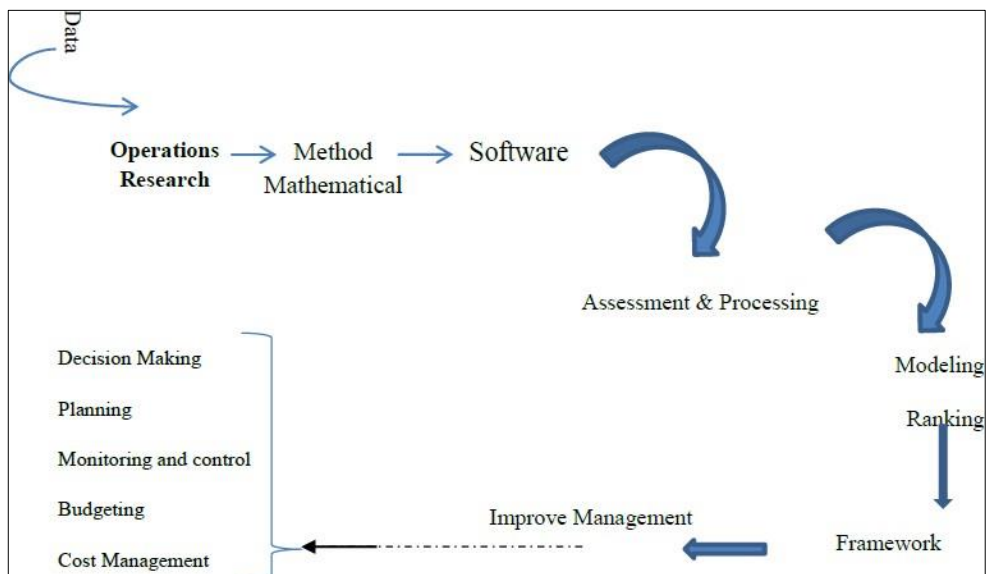 Data
Operations
Research
Method
Mathematical
Software
Assessment & Processing
Modeling
Ranking
Framework
Improve Management
Decision Making
Planning
Monitoring and control
Budgeting
Cost Management